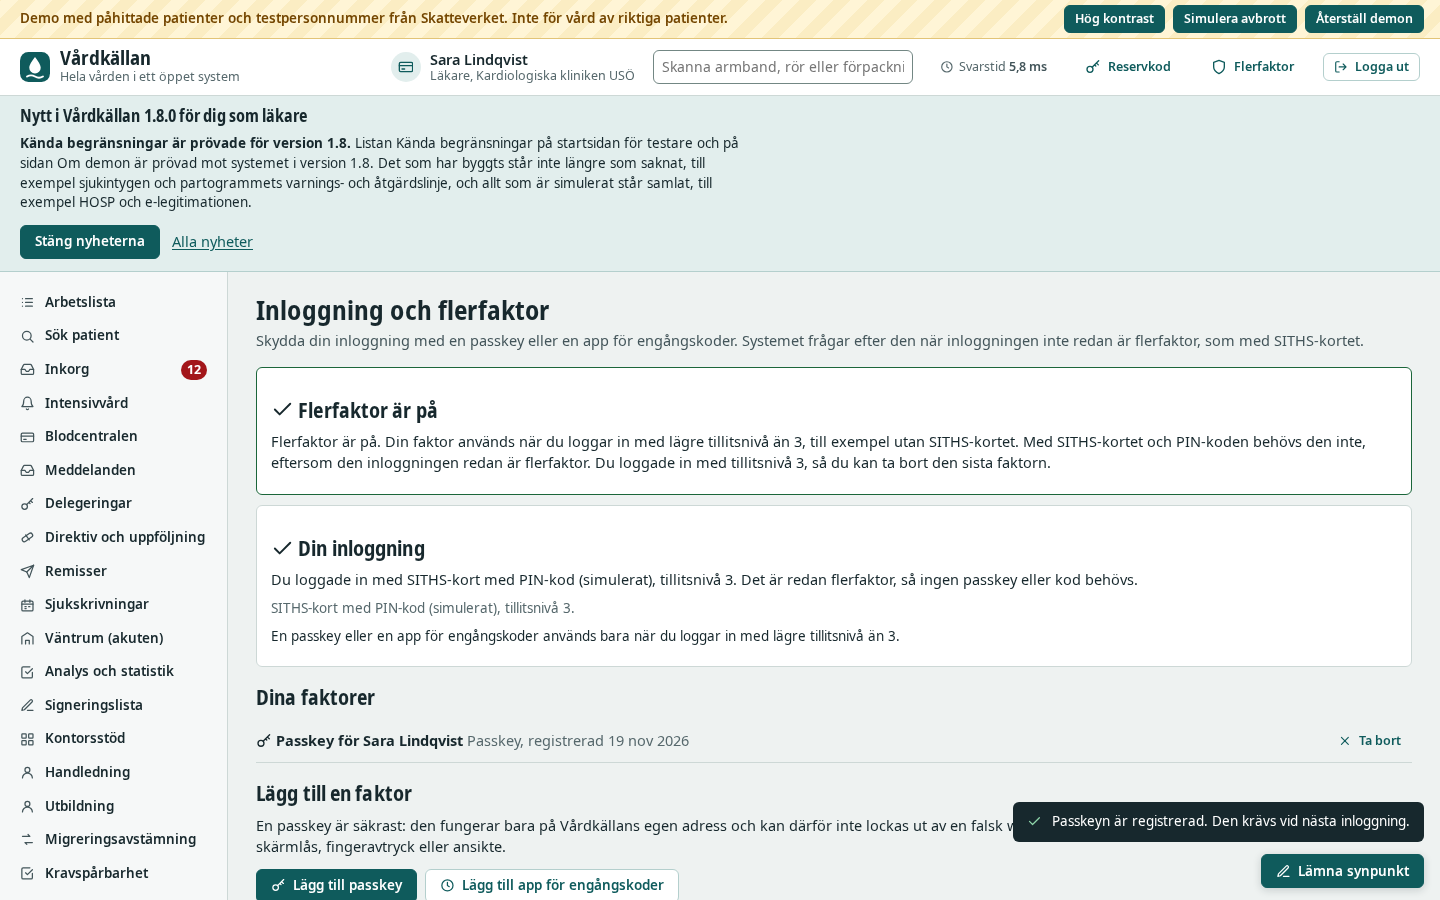 Demo med påhittade patienter och testpersonnummer från Skatteverket. Inte för vård av riktiga patienter.
Hög kontrast
Simulera avbrott
Återställ demon
Vårdkällan
Hela vården i ett öppet system
Sara Lindqvist
Läkare, Kardiologiska kliniken USÖ
Skanna armband, rör eller förpackni
Svarstid 5,8 ms
Reservkod
Flerfaktor
Logga ut
Nytt i Vårdkällan 1.8.0 för dig som läkare
Kända begränsningar är prövade för version 1.8. Listan Kända begränsningar på startsidan för testare och på
sidan Om demon är prövad mot systemet i version 1.8. Det som har byggts står inte längre som saknat, till
exempel sjukintygen och partogrammets varnings- och åtgärdslinje, och allt som är simulerat står samlat, till
exempel HOSP och e-legitimationen.
Stäng nyheterna
Alla nyheter
Arbetslista
Sök patient
Inkorg
12
Intensivvård
Blodcentralen
Meddelanden
Delegeringar
Direktiv och uppföljning
Remisser
Sjukskrivningar
Väntrum (akuten)
Analys och statistik
Signeringslista
Kontorsstöd
Handledning
Utbildning
Migreringsavstämning
Kravspårbarhet
Inloggning och flerfaktor
Skydda din inloggning med en passkey eller en app för engångskoder. Systemet frågar efter den när inloggningen inte redan är flerfaktor, som med SITHS-kortet.
Flerfaktor är på
Flerfaktor är på. Din faktor används när du loggar in med lägre tillitsnivå än 3, till exempel utan SITHS-kortet. Med SITHS-kortet och PIN-koden behövs den inte,
eftersom den inloggningen redan är flerfaktor. Du loggade in med tillitsnivå 3, så du kan ta bort den sista faktorn.
Din inloggning
Du loggade in med SITHS-kort med PIN-kod (simulerat), tillitsnivå 3. Det är redan flerfaktor, så ingen passkey eller kod behövs.
SITHS-kort med PIN-kod (simulerat), tillitsnivå 3.
En passkey eller en app för engångskoder används bara när du loggar in med lägre tillitsnivå än 3.
Dina faktorer
Passkey för Sara Lindqvist Passkey, registrerad 19 nov 2026
Ta bort
Lägg till en faktor
En passkey är säkrast: den fungerar bara på Vårdkällans egen adress och kan därför inte lockas ut av en falsk
skärmlås, fingeravtryck eller ansikte.
Passkeyn är registrerad. Den krävs vid nästa inloggning.
Lägg till passkey
Lägg till app för engångskoder
Lämna synpunkt